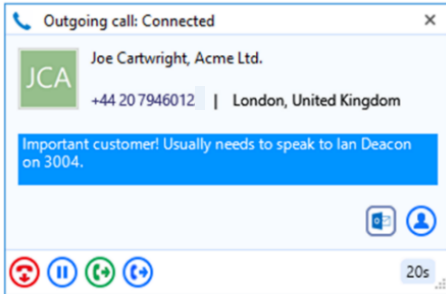 Outgoing call: Connected
JCA
Joe Cartwright, Acme Ltd.
+44 20 7946012 | London, United Kingdom
Important customer! Usually needs to speak to Ian Deacon
on 3004.
20s